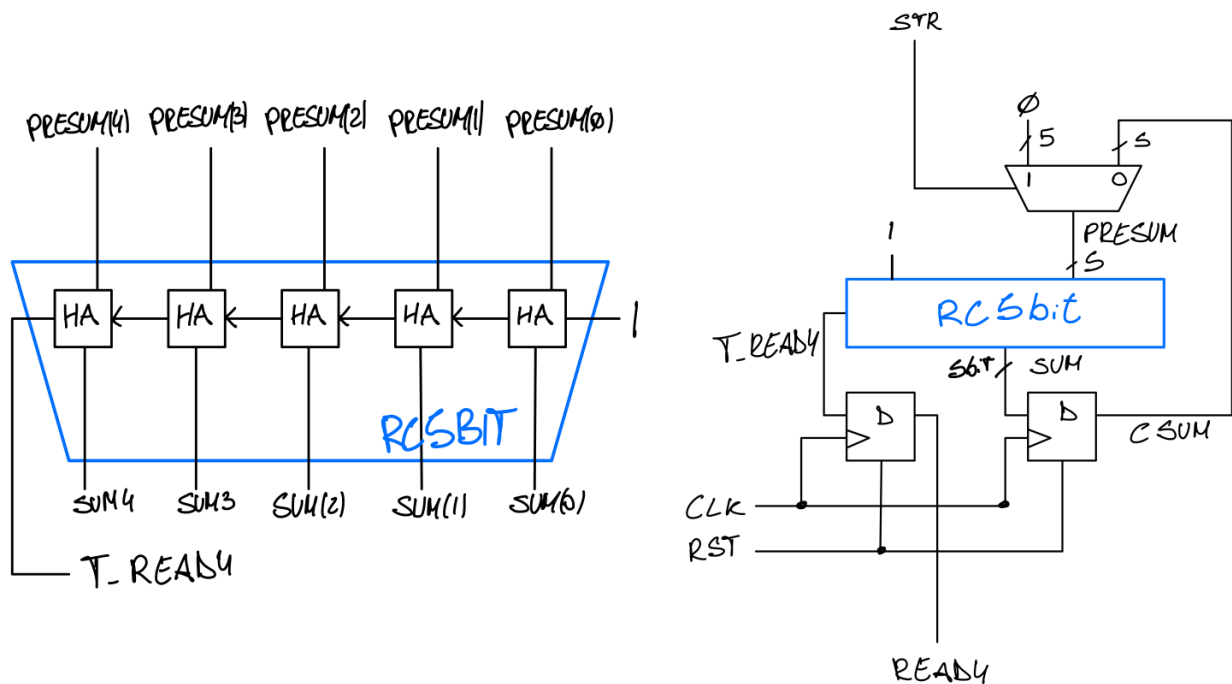 PRESUM(4) PRESUM(3) PRESUM(2) PRESUM(1) PRESUM(0)
HA HA HA HA HA 1
RC5BIT
SUM4 SUM3 SUM(2) SUM(1) SUM(0)
T_READY
STR
Ø
5 5
1 0
PRESUM
1
5
RC5bit
T_READY
5bit SUM
D D
CSUM
CLK
RST
READY